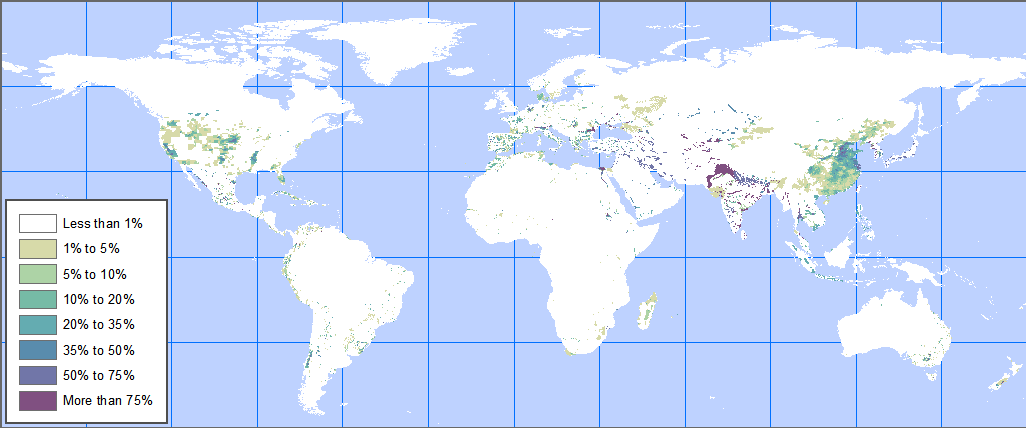 Less than 1%
1% to 5%
5% to 10%
10% to 20%
20% to 35%
35% to 50%
50% to 75%
More than 75%